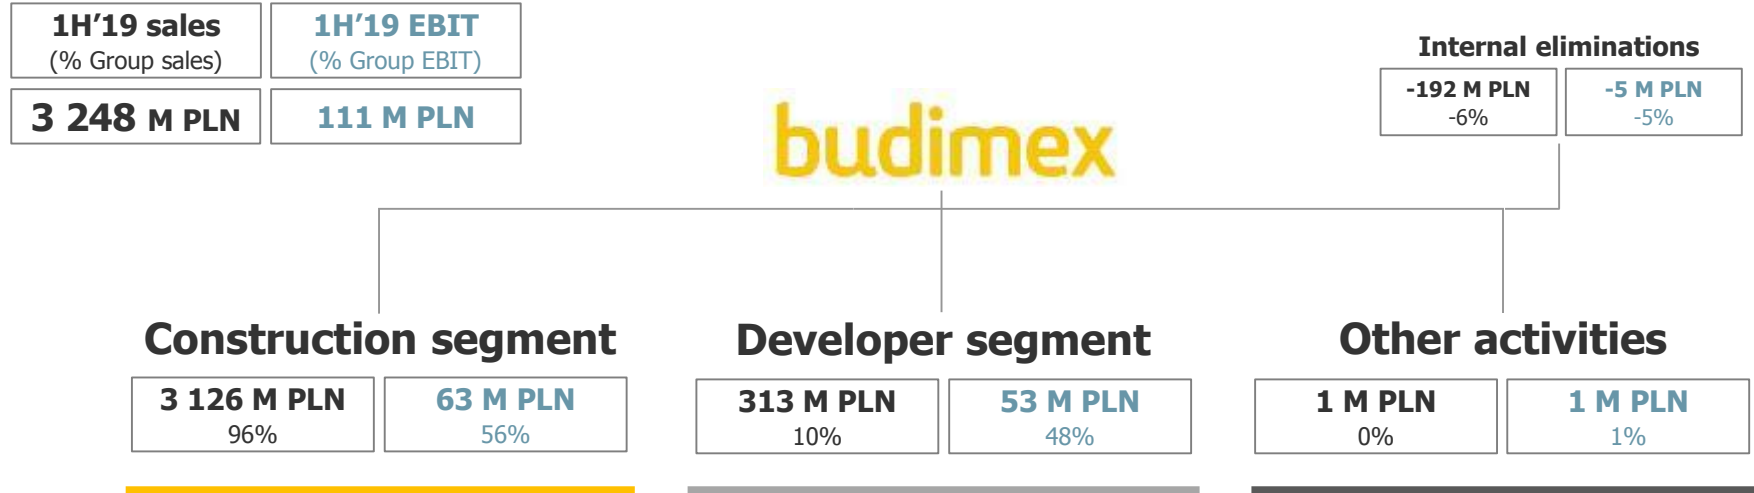 1H’19 sales
(% Group sales)
1H’19 EBIT
(% Group EBIT)
3 248 M PLN
111 M PLN
Internal eliminations
-192 M PLN
-6%
-5 M PLN
-5%
budimex
Construction segment
3 126 M PLN
96%
63 M PLN
56%
Developer segment
313 M PLN
10%
53 M PLN
48%
Other activities
1 M PLN
0%
1 M PLN
1%